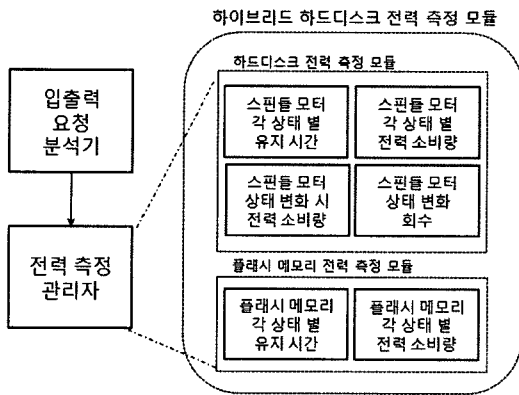 하이브리드 하드디스크 전력 측정 모듈
입출력
요청
분석기
전력 측정
관리자
하드디스크 전력 측정 모듈
스핀들 모터
각 상태 별
유지 시간
스핀들 모터
각 상태 별
전력 소비량
스핀들 모터
상태 변화 시
전력 소비량
스핀들 모터
상태 변화
회수
플래시 메모리 전력 측정 모듈
플래시 메모리
각 상태 별
유지 시간
플래시 메모리
각 상태 별
전력 소비량